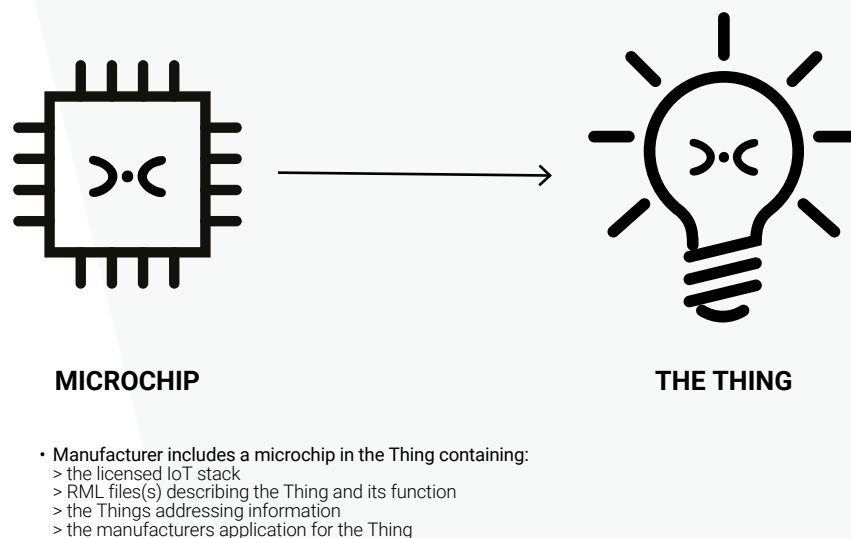 MICROCHIP
THE THING
• Manufacturer includes a microchip in the Thing containing:
> the licensed IoT stack
> RML files(s) describing the Thing and its function
> the Things addressing information
> the manufacturers application for the Thing